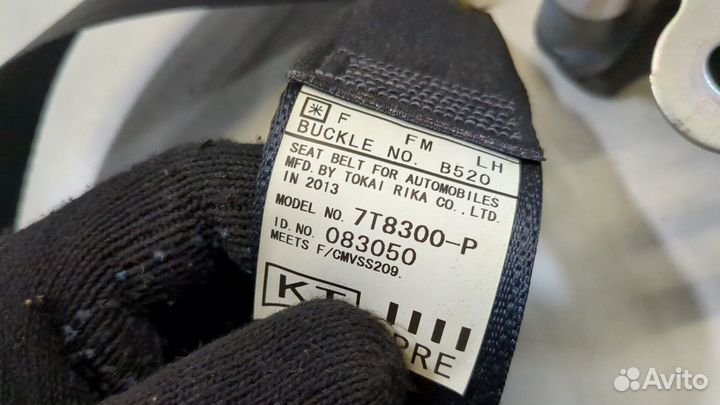 F FM LH
BUCKLE NO. B520
SEAT BELT FOR AUTOMOBILES
MFD. BY TOKAI RIKA CO., LTD.
IN 2013
MODEL NO. 7T8300-P
ID. NO. 083050
MEETS F/CMVSS209.
KT
PRE
Avito